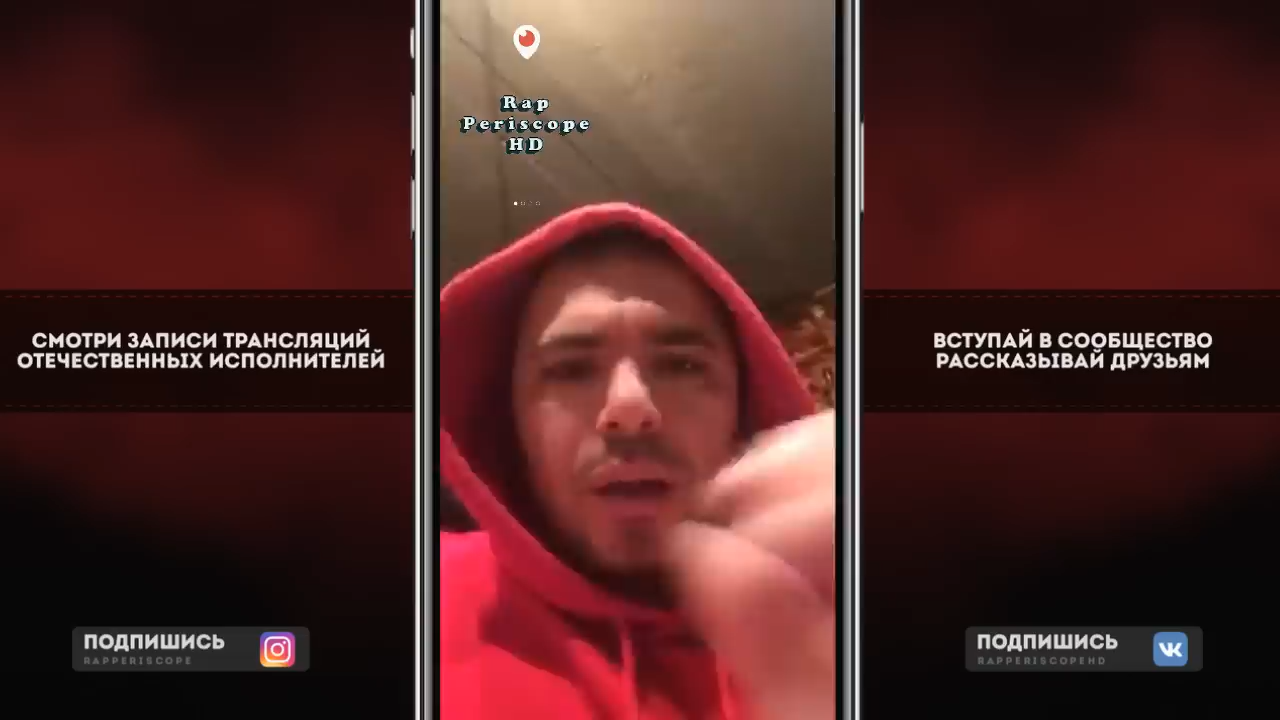 Rap
Periscope
HD
СМОТРИ ЗАПИСИ ТРАНСЛЯЦИЙ
ОТЕЧЕСТВЕННЫХ ИСПОЛНИТЕЛЕЙ
ВСТУПАЙ В СООБЩЕСТВО
РАССКАЗЫВАЙ ДРУЗЬЯМ
ПОДПИШИСЬ
RAPPERISCOPE
ПОДПИШИСЬ
RAPPERISCOPEHD